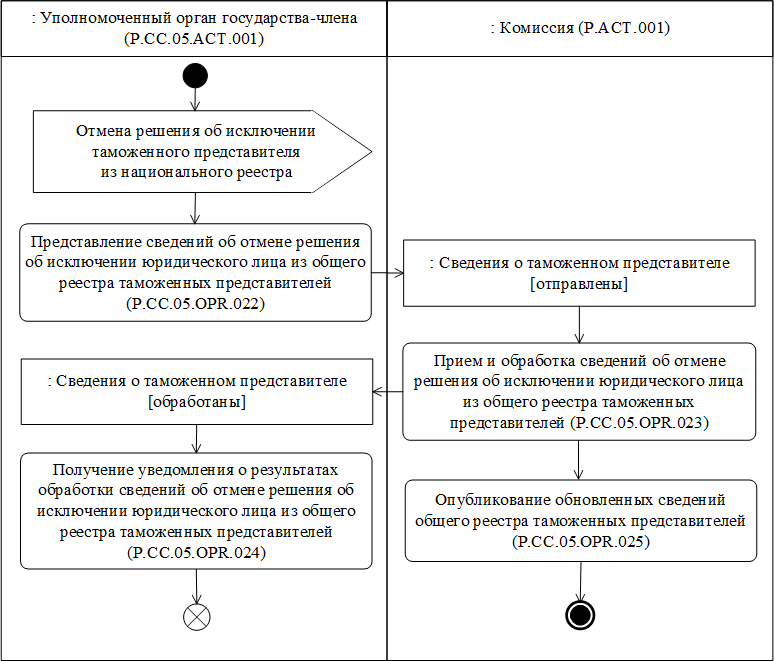 : Уполномоченный орган государства-члена
(P.CC.05.ACT.001)
: Комиссия (P.ACT.001)
Отмена решения об исключении
таможенного представителя
из национального реестра
Представление сведений об отмене решения
об исключении юридического лица из общего
реестра таможенных представителей
(P.CC.05.OPR.022)
: Сведения о таможенном представителе
[отправлены]
Прием и обработка сведений об отмене
решения об исключении юридического лица
из общего реестра таможенных
представителей (P.CC.05.OPR.023)
: Сведения о таможенном представителе
[обработаны]
Получение уведомления о результатах
обработки сведений об отмене решения об
исключении юридического лица из общего
реестра таможенных представителей
(P.CC.05.OPR.024)
Опубликование обновленных сведений
общего реестра таможенных представителей
(P.CC.05.OPR.025)